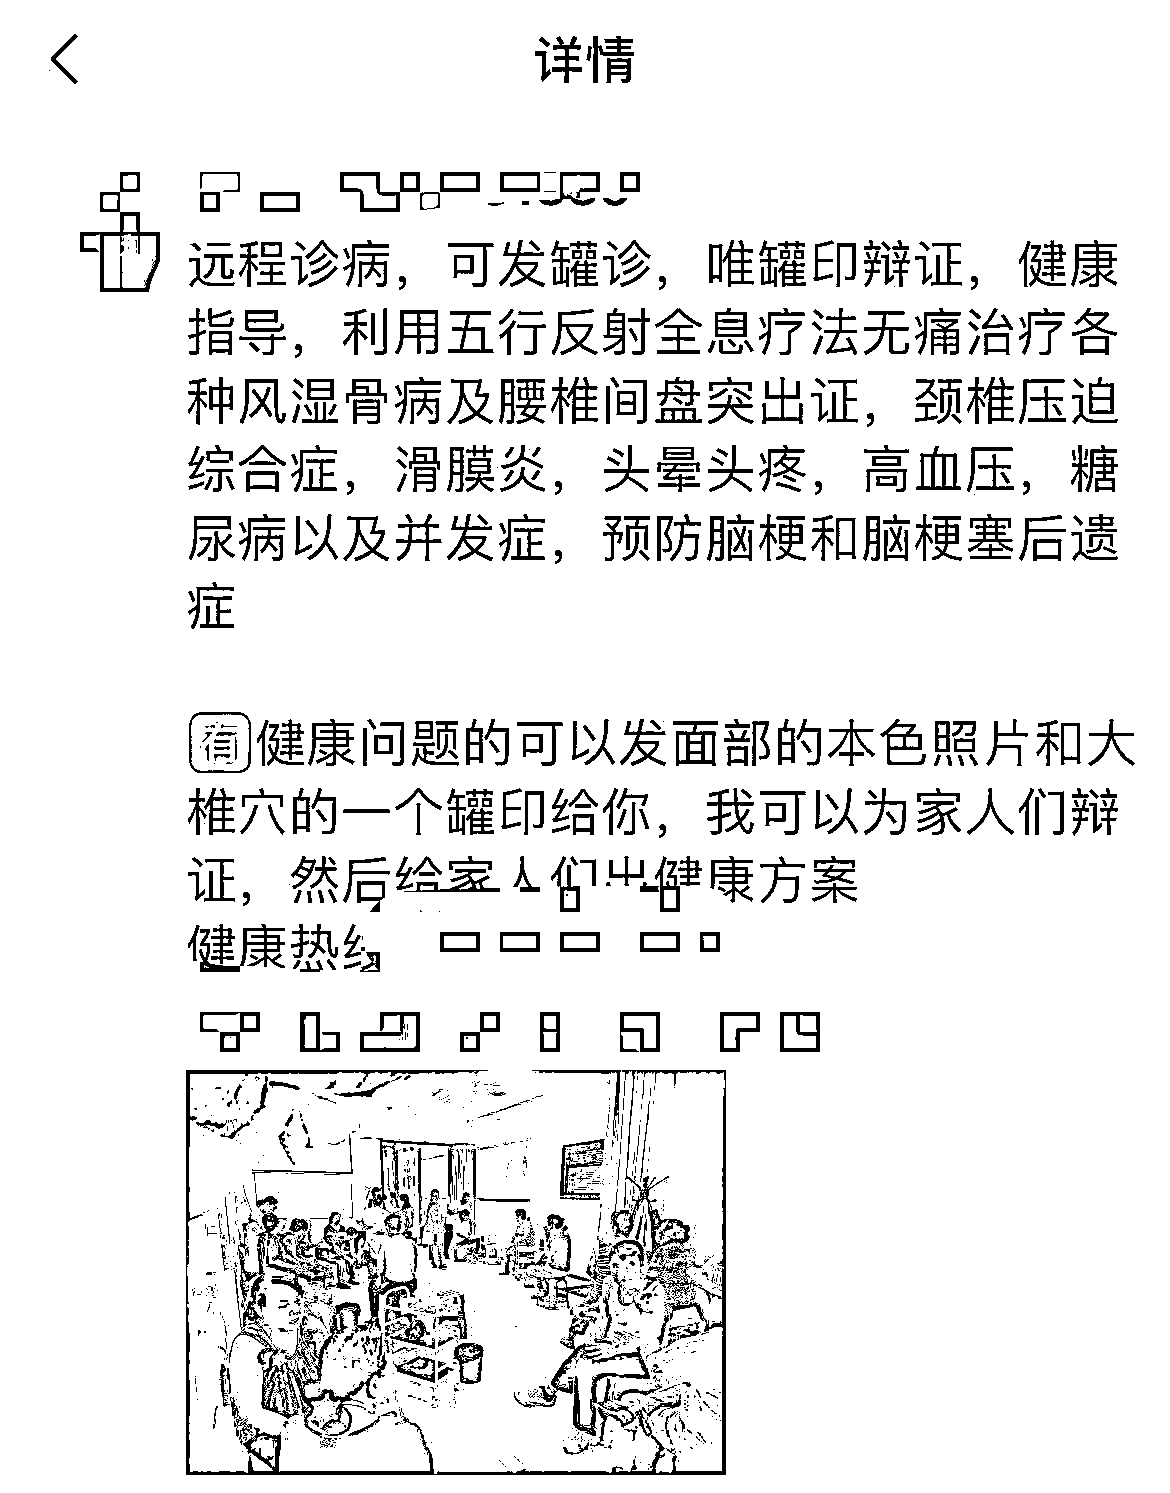 详情
远程诊病，可发罐诊，唯罐印辩证，健康
指导，利用五行反射全息疗法无痛治疗各
种风湿骨病及腰椎间盘突出证，颈椎压迫
综合症，滑膜炎，头晕头疼，高血压，糖
尿病以及并发症，预防脑梗和脑梗塞后遗
症
有健康问题的可以发面部的本色照片和大
椎穴的一个罐印给你，我可以为家人们辩
证，然后给家人们出健康方案
健康热线